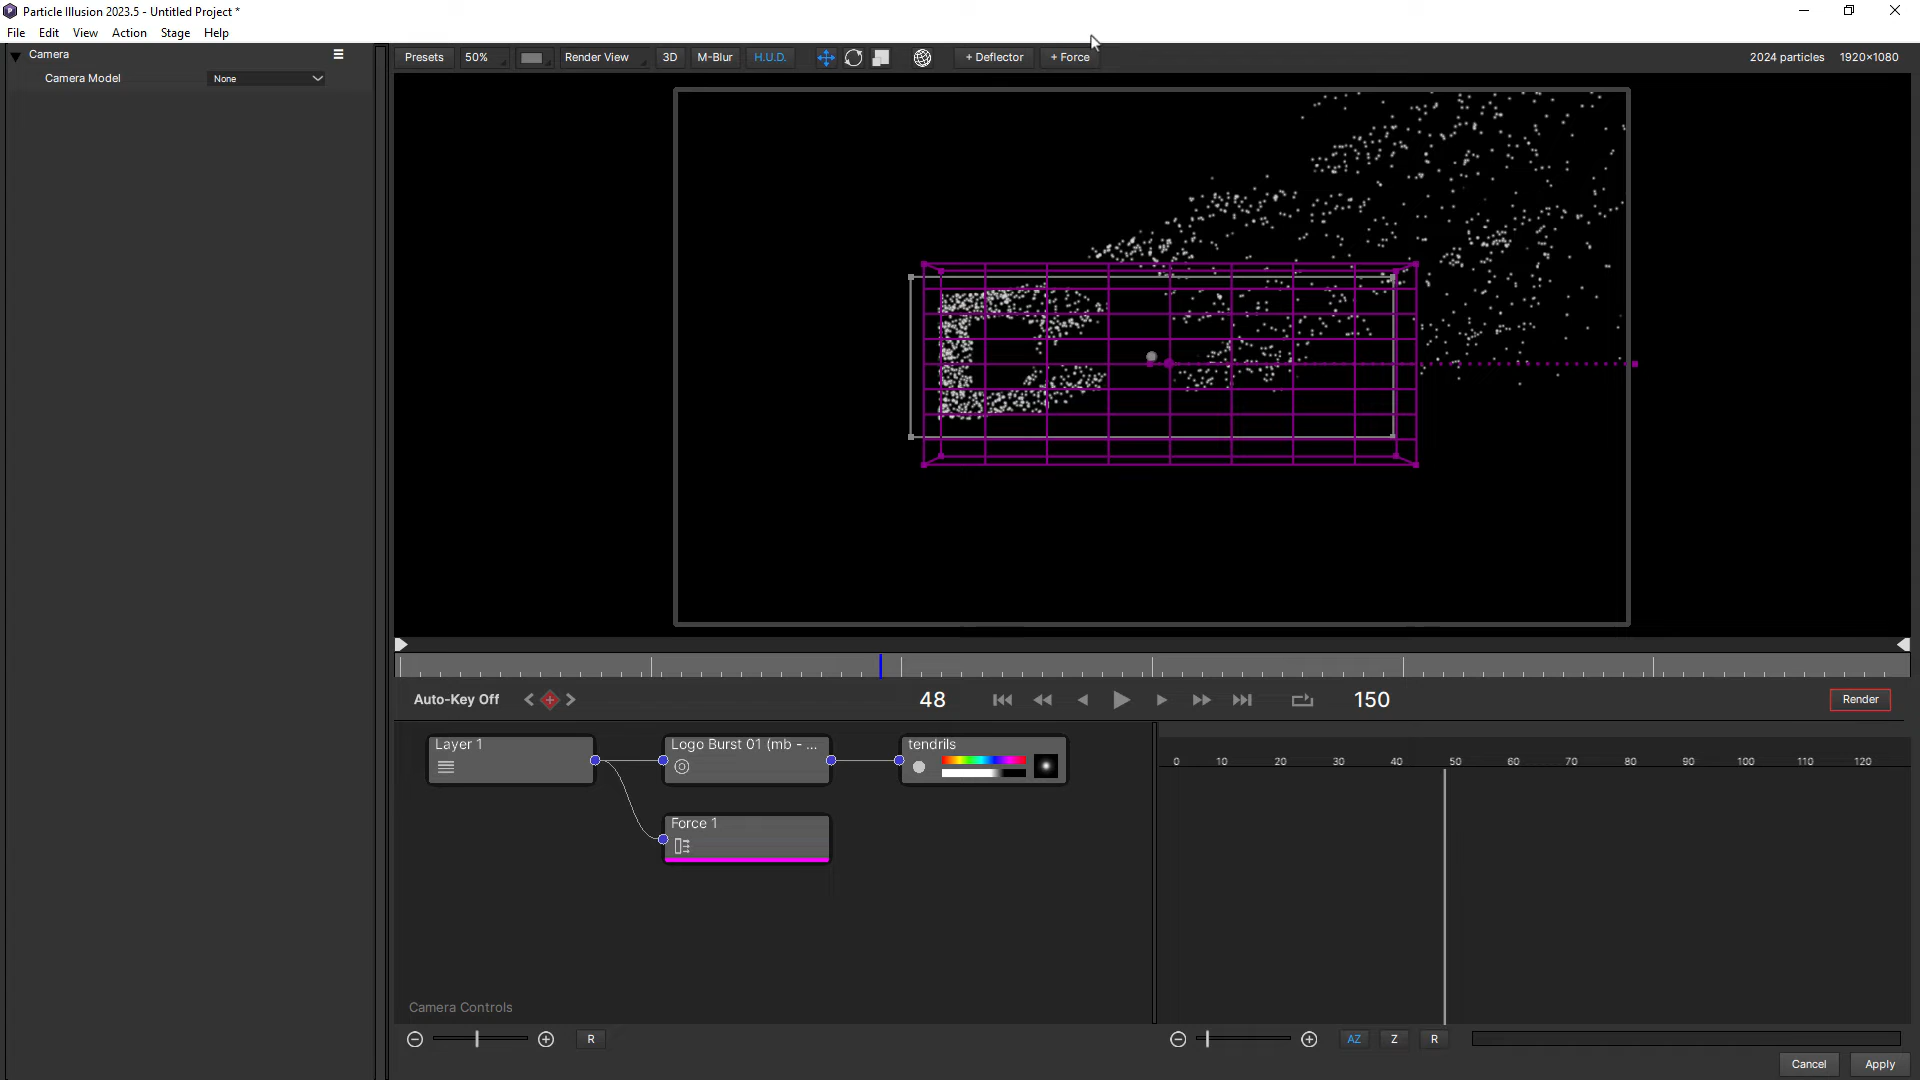 Particle Illusion 2023.5 - Untitled Project *
File Edit View Action Stage Help
Camera
Camera Model None
Presets 50% Render View 3D M-Blur H.U.D. + Deflector + Force 2024 particles 1920×1080
Auto-Key Off 48 150 Render
Layer 1
Logo Burst 01 (mb - ...
tendrils
Force 1
0 10 20 30 40 50 60 70 80 90 100 110 120
Camera Controls
R
AZ Z R
Cancel Apply